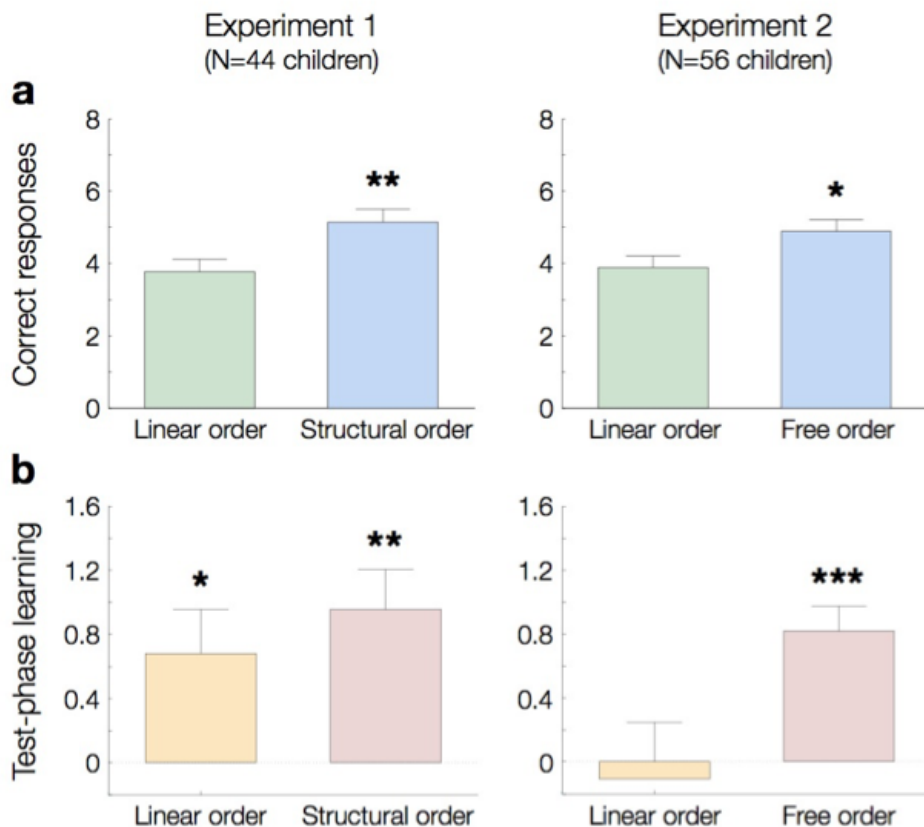 Experiment 1
(N=44 children)
Experiment 2
(N=56 children)
a
Correct responses
8
6
4
2
0
**
Linear order
Structural order
8
6
4
2
0
*
Linear order
Free order
b
Test-phase learning
1.6
1.2
0.8
0.4
0
*
**
Linear order
Structural order
1.6
1.2
0.8
0.4
0
***
Linear order
Free order